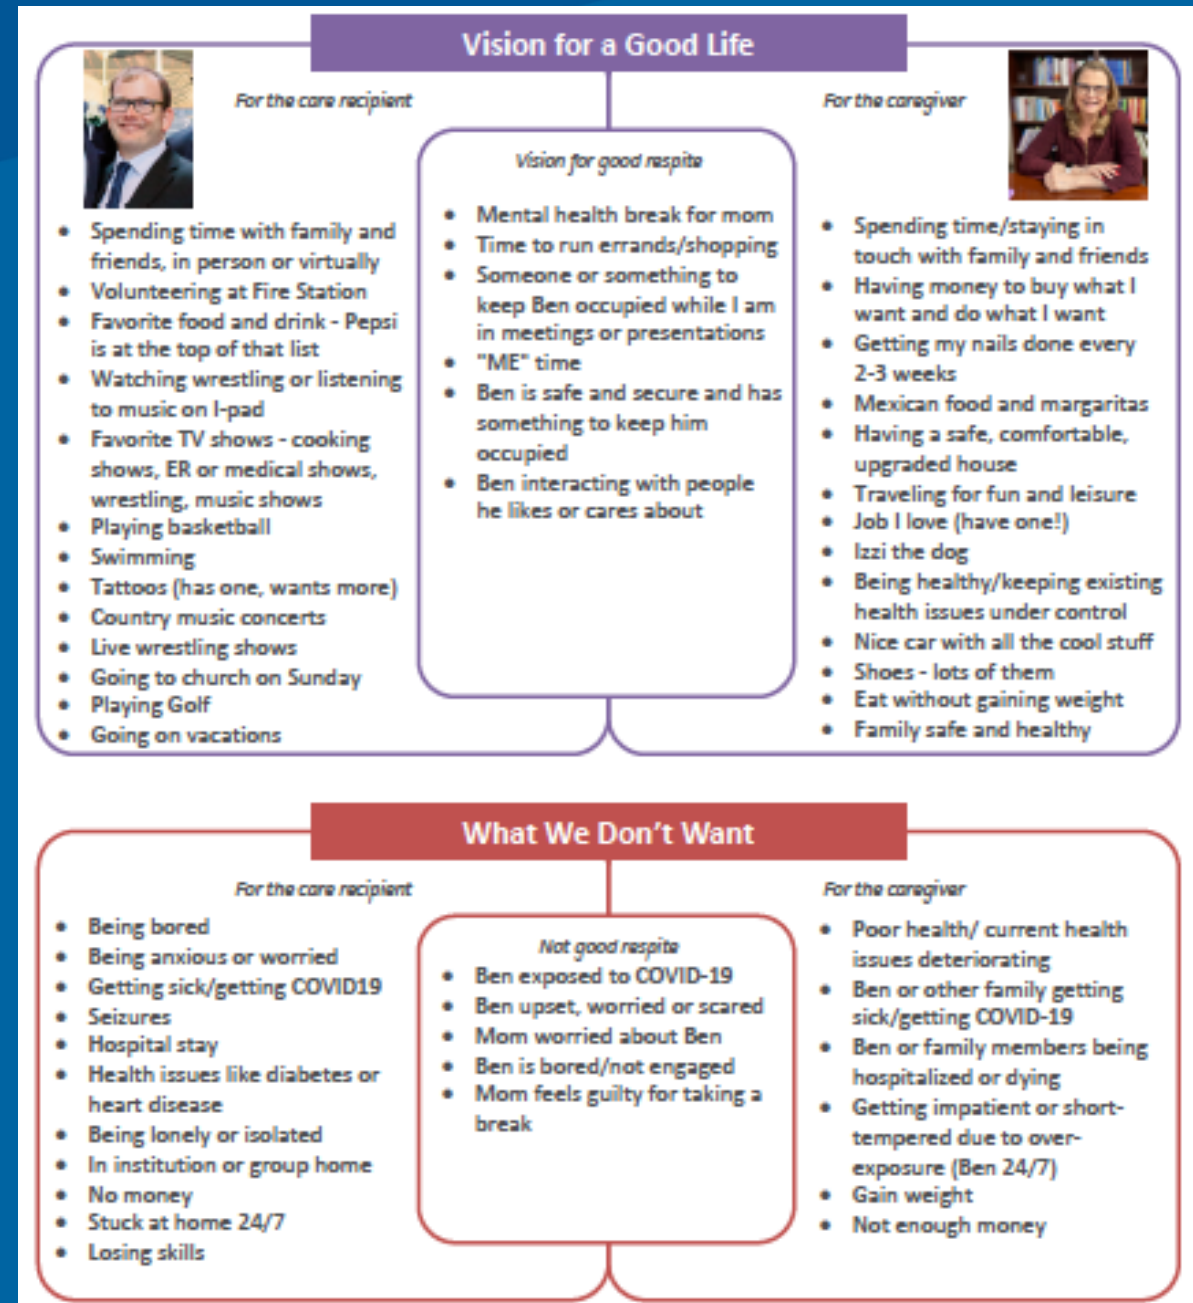 Vision for a Good Life
For the care recipient
• Spending time with family and
friends, in person or virtually
• Volunteering at Fire Station
• Favorite food and drink - Pepsi
is at the top of that list
• Watching wrestling or listening
to music on I-pad
• Favorite TV shows - cooking
shows, ER or medical shows,
wrestling, music shows
• Playing basketball
• Swimming
• Tattoos (has one, wants more)
• Country music concerts
• Live wrestling shows
• Going to church on Sunday
• Playing Golf
• Going on vacations
Vision for good respite
• Mental health break for mom
• Time to run errands/shopping
• Someone or something to
keep Ben occupied while I am
in meetings or presentations
• "ME" time
• Ben is safe and secure and has
something to keep him
occupied
• Ben interacting with people
he likes or cares about
For the caregiver
• Spending time/staying in
touch with family and friends
• Having money to buy what I
want and do what I want
• Getting my nails done every
2-3 weeks
• Mexican food and margaritas
• Having a safe, comfortable,
upgraded house
• Traveling for fun and leisure
• Job I love (have one!)
• Izzi the dog
• Being healthy/keeping existing
health issues under control
• Nice car with all the cool stuff
• Shoes - lots of them
• Eat without gaining weight
• Family safe and healthy
What We Don't Want
For the care recipient
• Being bored
• Being anxious or worried
• Getting sick/getting COVID19
• Seizures
• Hospital stay
• Health issues like diabetes or
heart disease
• Being lonely or isolated
• In institution or group home
• No money
• Stuck at home 24/7
• Losing skills
Not good respite
• Ben exposed to COVID-19
• Ben upset, worried or scared
• Mom worried about Ben
• Ben is bored/not engaged
• Mom feels guilty for taking a
break
For the caregiver
• Poor health/ current health
issues deteriorating
• Ben or other family getting
sick/getting COVID-19
• Ben or family members being
hospitalized or dying
• Getting impatient or short-
tempered due to over-
exposure (Ben 24/7)
• Gain weight
• Not enough money